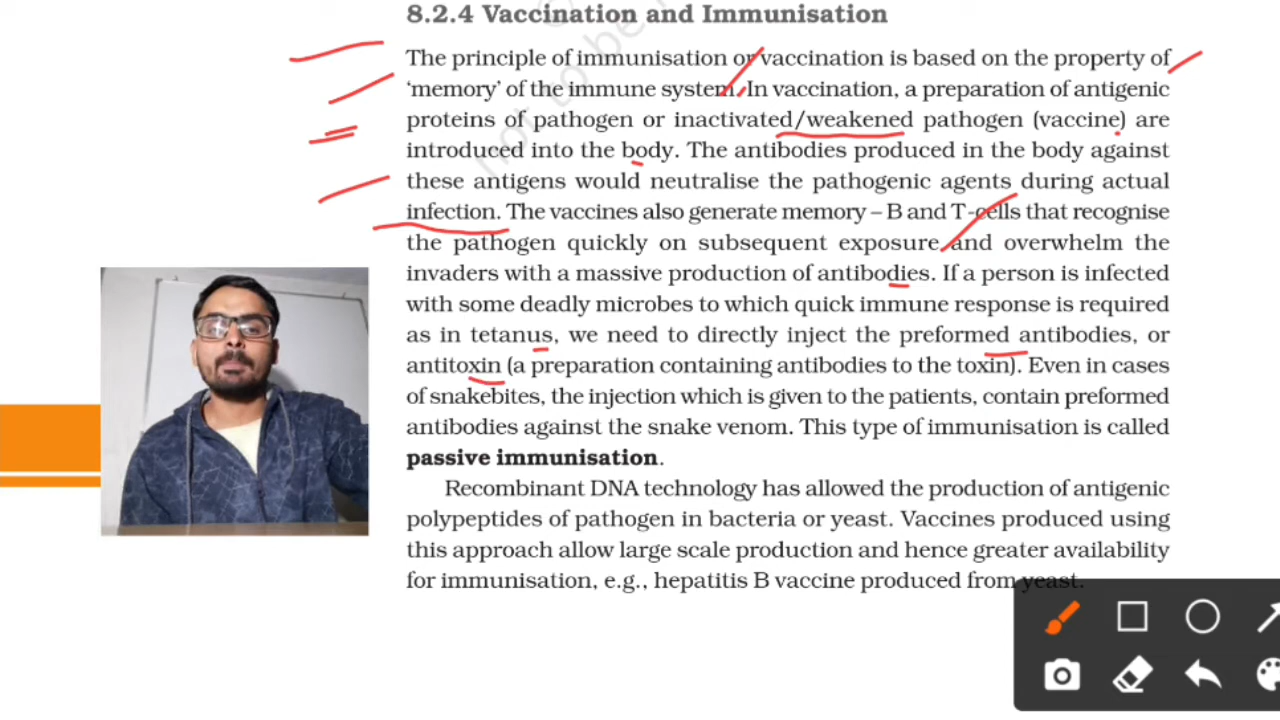 8.2.4 Vaccination and Immunisation
The principle of immunisation or vaccination is based on the property of
‘memory’ of the immune system. In vaccination, a preparation of antigenic
proteins of pathogen or inactivated/weakened pathogen (vaccine) are
introduced into the body. The antibodies produced in the body against
these antigens would neutralise the pathogenic agents during actual
infection. The vaccines also generate memory – B and T-cells that recognise
the pathogen quickly on subsequent exposure and overwhelm the
invaders with a massive production of antibodies. If a person is infected
with some deadly microbes to which quick immune response is required
as in tetanus, we need to directly inject the preformed antibodies, or
antitoxin (a preparation containing antibodies to the toxin). Even in cases
of snakebites, the injection which is given to the patients, contain preformed
antibodies against the snake venom. This type of immunisation is called
passive immunisation.
Recombinant DNA technology has allowed the production of antigenic
polypeptides of pathogen in bacteria or yeast. Vaccines produced using
this approach allow large scale production and hence greater availability
for immunisation, e.g., hepatitis B vaccine produced from yeast.
not to be